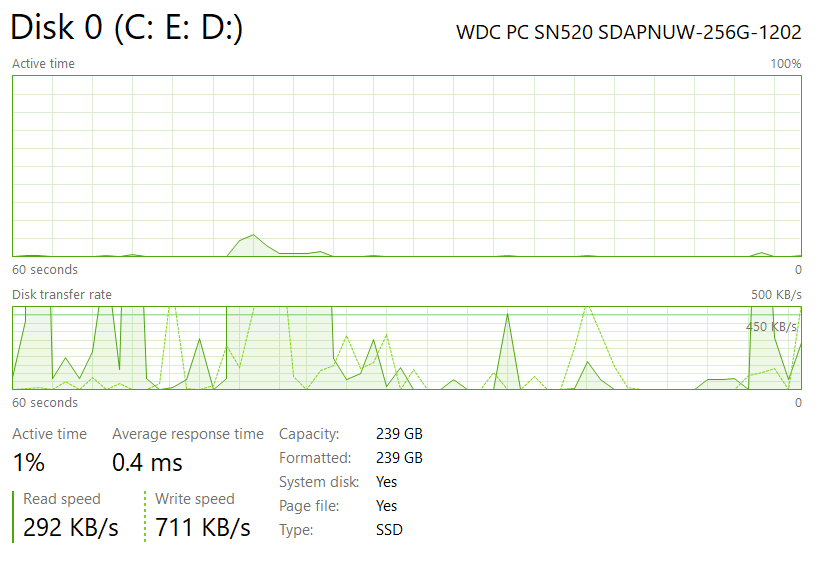 Disk 0 (C: E: D:) WDC PC SN520 SDAPNUW-256G-1202
Active time 100%
60 seconds 0
Disk transfer rate 500 KB/s
450 KB/s
60 seconds 0
Active time Average response time Capacity: 239 GB
1% 0.4 ms Formatted: 239 GB
System disk: Yes
Read speed Write speed Page file: Yes
292 KB/s 711 KB/s Type: SSD